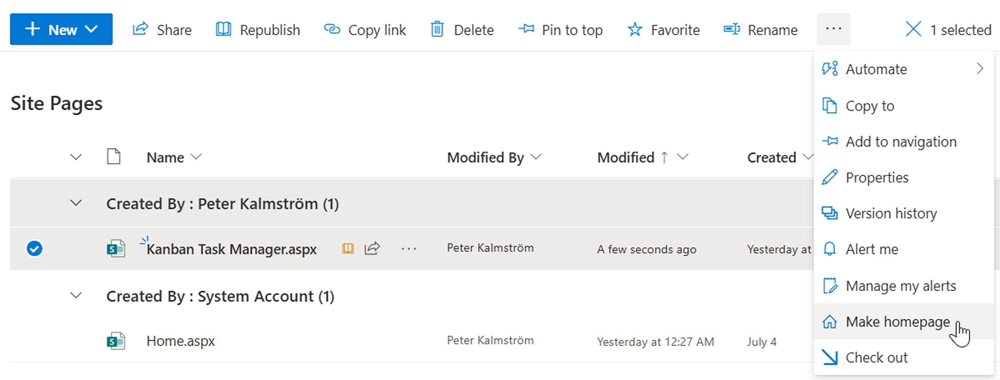 New Share Republish Copy link Delete Pin to top Favorite Rename ··· 1 selected
Automate
Copy to
Add to navigation
Properties
Version history
Alert me
Manage my alerts
Make homepage
Check out
Site Pages
Name Modified By Modified ↑ Created
Created By : Peter Kalmström (1)
S Kanban Task Manager.aspx ··· Peter Kalmström A few seconds ago Yesterday at
Created By : System Account (1)
S Home.aspx Peter Kalmström Yesterday at 12:27 AM July 4